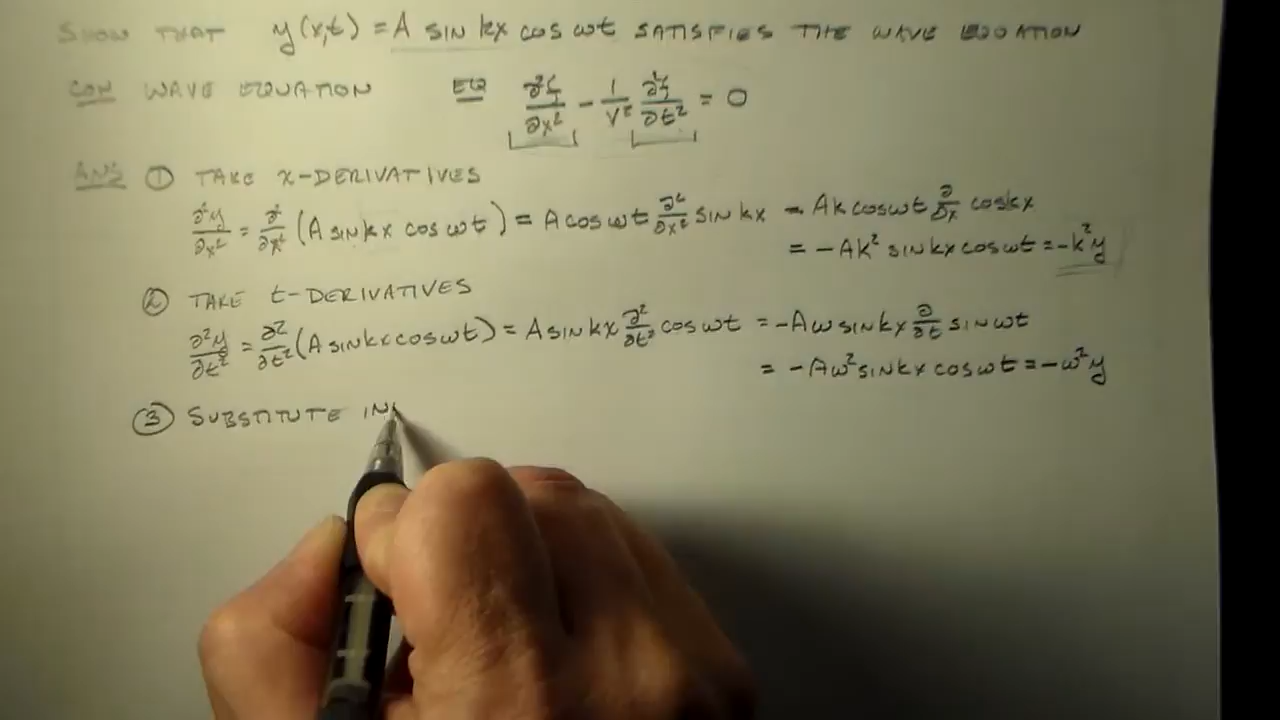 SHOW THAT y(x,t) = A sin kx cos ωt SATISFIES THE WAVE EQUATION
CON WAVE EQUATION EQ ∂²y/∂x² - 1/v² ∂²y/∂t² = 0
ANS ① TAKE x-DERIVATIVES
∂²y/∂x² = ∂²/∂x² (A sin kx cos ωt) = A cos ωt ∂²/∂x² sin kx = Ak cos ωt ∂/∂x cos kx
= -Ak² sin kx cos ωt = -k²y
② TAKE t-DERIVATIVES
∂²y/∂t² = ∂²/∂t² (A sin kx cos ωt) = A sin kx ∂²/∂t² cos ωt = -Aω sin kx ∂/∂t sin ωt
= -Aω² sin kx cos ωt = -ω²y
③ SUBSTITUTE IN